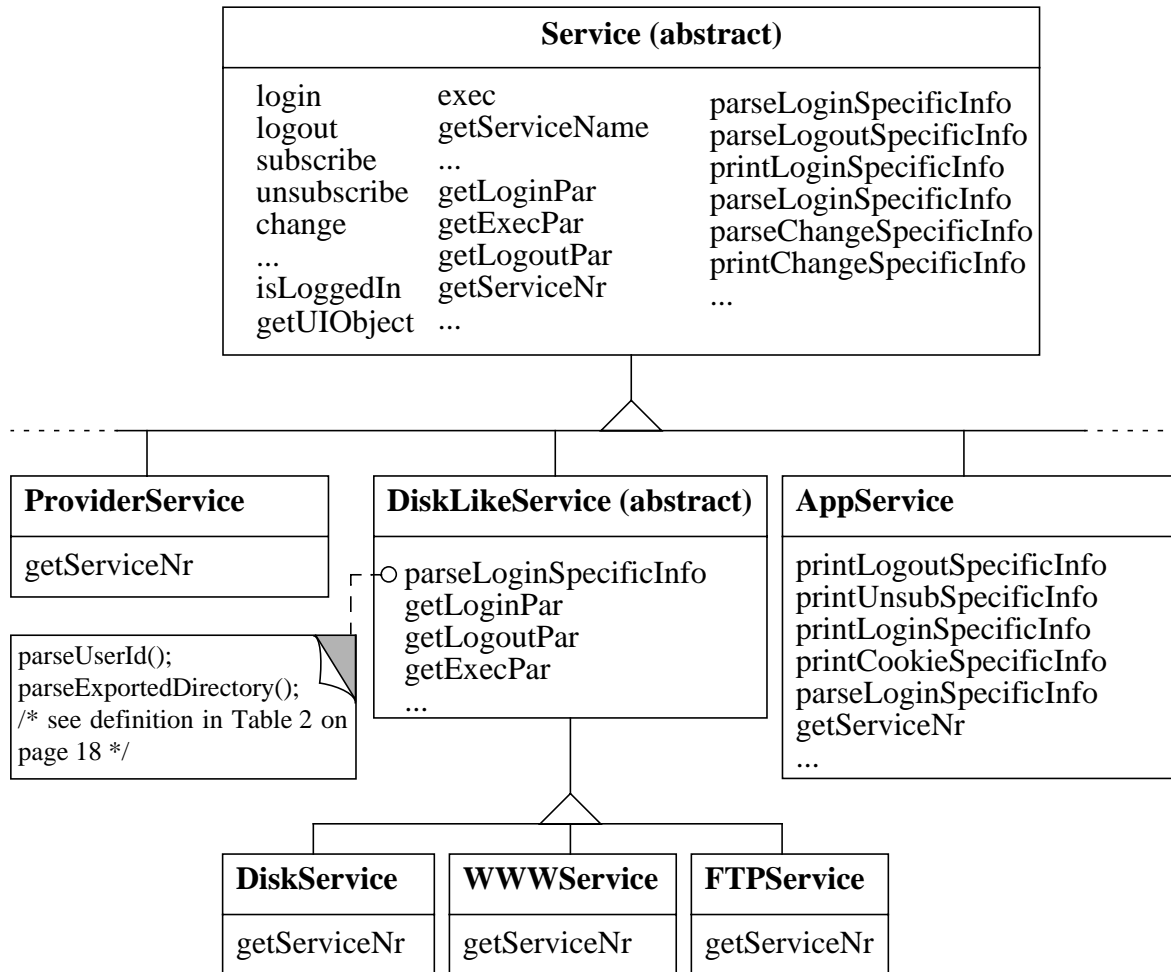 Service (abstract)
login
logout
subscribe
unsubscribe
change
...
isLoggedIn
getUIObject
exec
getServiceName
...
getLoginPar
getExecPar
getLogoutPar
getServiceNr
...
parseLoginSpecificInfo
parseLogoutSpecificInfo
printLoginSpecificInfo
parseLoginSpecificInfo
parseChangeSpecificInfo
printChangeSpecificInfo
...
ProviderService
getServiceNr
DiskLikeService (abstract)
parseLoginSpecificInfo
getLoginPar
getLogoutPar
getExecPar
...
AppService
printLogoutSpecificInfo
printUnsubSpecificInfo
printLoginSpecificInfo
printCookieSpecificInfo
parseLoginSpecificInfo
getServiceNr
...
parseUserId();
parseExportedDirectory();
/* see definition in Table 2 on
page 18 */
DiskService
getServiceNr
WWWService
getServiceNr
FTPService
getServiceNr